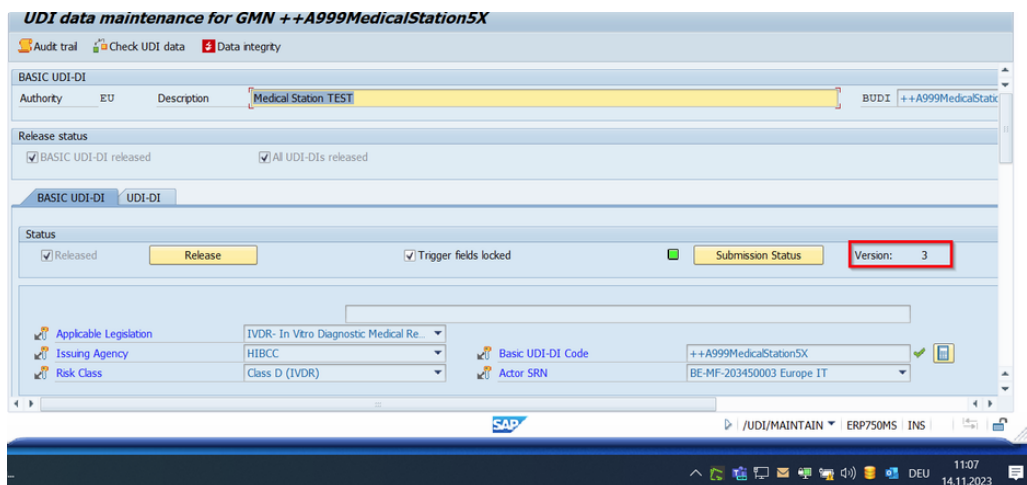 UDI data maintenance for GMN ++A999MedicalStation5X
Audit trail Check UDI data Data integrity
BASIC UDI-DI
Authority EU Description Medical Station TEST BUDI ++A999MedicalStatic
Release status
BASIC UDI-DI released All UDI-DIs released
BASIC UDI-DI UDI-DI
Status
Released Release Trigger fields locked Submission Status Version: 3
Applicable Legislation IVDR- In Vitro Diagnostic Medical Re...
Issuing Agency HIBCC Basic UDI-DI Code ++A999MedicalStation5X
Risk Class Class D (IVDR) Actor SRN BE-MF-203450003 Europe IT
SAP /UDI/MAINTAIN ERP750MS INS
DEU 11:07
14.11.2023